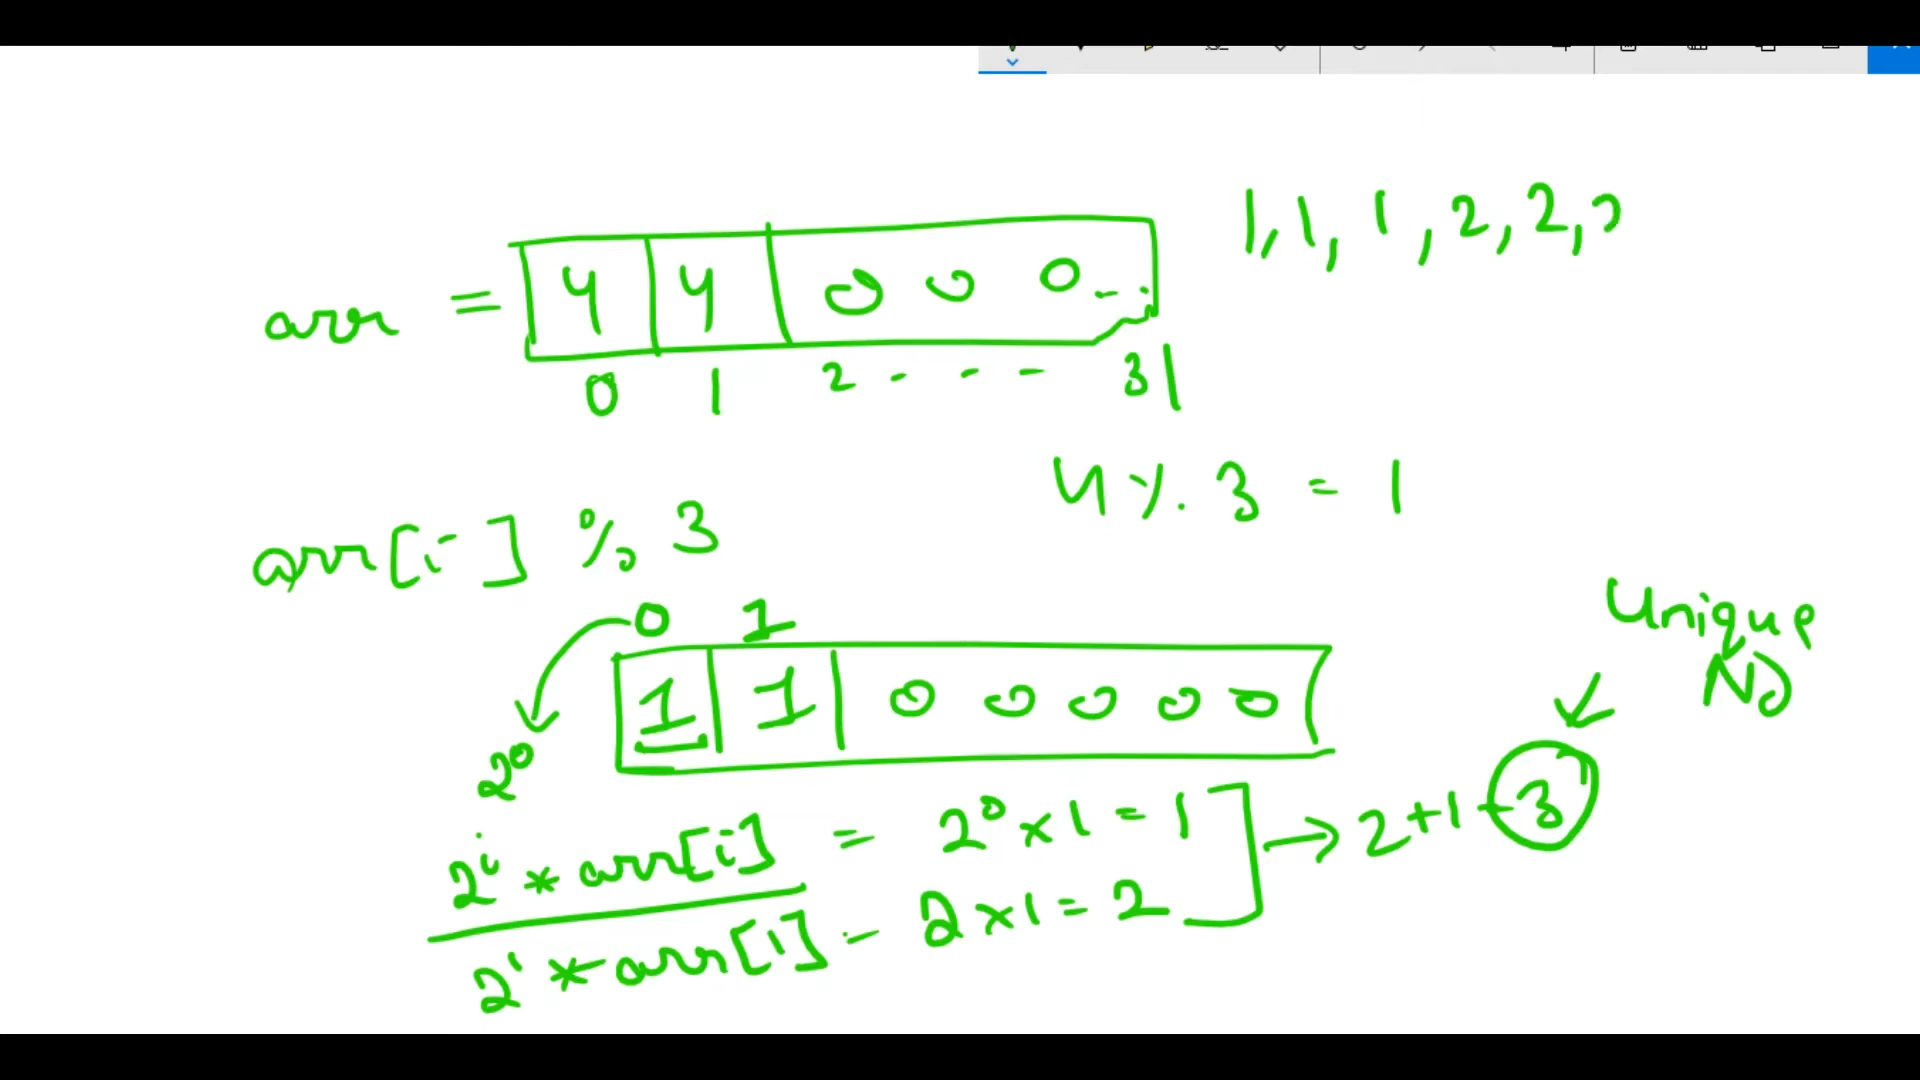 1, 1, 1, 2, 2, 2
arr = 4 4 0 0 0 ...
0 1 2 - - - 31
4 % 3 = 1
arr[i] % 3
0 1
Unique
No
1 1 0 0 0 0 0
2⁰
2ⁱ * arr[i] = 2⁰ × 1 = 1
→ 2 + 1 = 3
2¹ * arr[1] = 2 × 1 = 2